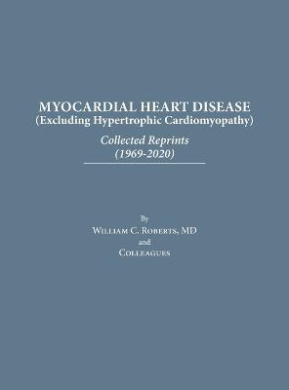 MYOCARDIAL HEART DISEASE
(Excluding Hypertrophic Cardiomyopathy)
Collected Reprints
(1969-2020)
By
WILLIAM C. ROBERTS, MD
and
COLLEAGUES